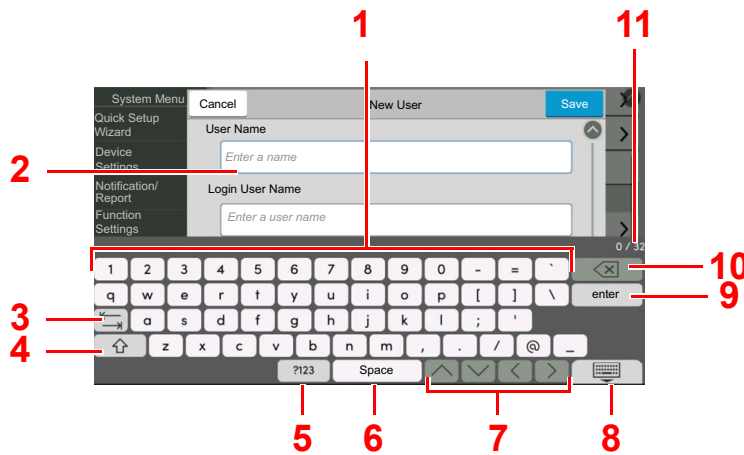 1 11
System Menu Cancel New User Save
Quick Setup
Wizard
User Name
Device
Settings
Enter a name
2
Notification/
Report
Login User Name
Function
Settings
Enter a user name
0 / 32
1 2 3 4 5 6 7 8 9 0 - = `
10
q w e r t y u i o p [ ] \ enter
9
3
a s d f g h j k l ; '
4
z x c v b n m , . / @ _
?123 Space
5 6 7 8